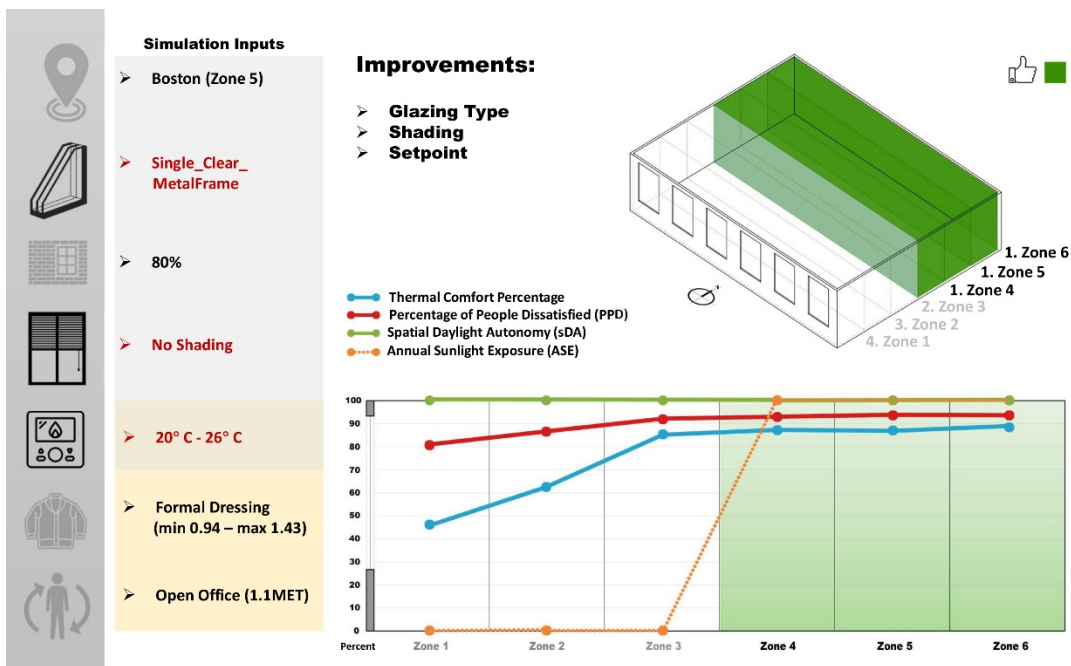 Simulation Inputs
Boston (Zone 5)
Single_Clear_
MetalFrame
80%
No Shading
20° C - 26° C
Formal Dressing
(min 0.94 – max 1.43)
Open Office (1.1MET)
Improvements:
Glazing Type
Shading
Setpoint
1. Zone 6
1. Zone 5
1. Zone 4
2. Zone 3
3. Zone 2
4. Zone 1
Thermal Comfort Percentage
Percentage of People Dissatisfied (PPD)
Spatial Daylight Autonomy (sDA)
Annual Sunlight Exposure (ASE)
100
90
80
70
60
50
40
30
20
10
0
Percent Zone 1 Zone 2 Zone 3 Zone 4 Zone 5 Zone 6